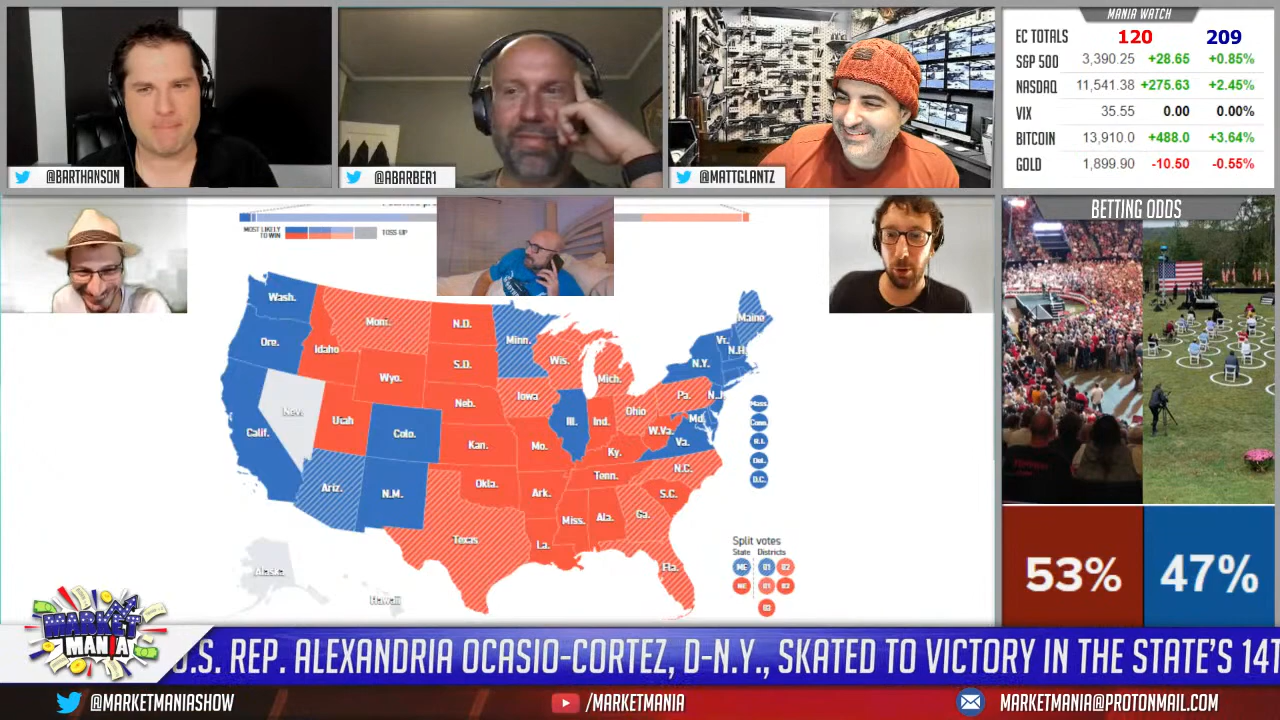 @BARTHANSON
@ABARBER1
@MATTGLANTZ
MANIA WATCH
EC TOTALS 120 209
S&P 500 3,390.25 +28.65 +0.85%
NASDAQ 11,541.38 +275.63 +2.45%
VIX 35.55 0.00 0.00%
BITCOIN 13,910.0 +488.0 +3.64%
GOLD 1,899.90 -10.50 -0.55%
BETTING ODDS
53% 47%
MOST LIKELY
TO WIN
TOSS-UP
Wash.
Ore.
Calif.
Nev.
Idaho
Mont.
Wyo.
Utah
Ariz.
Colo.
N.M.
N.D.
S.D.
Neb.
Kan.
Okla.
Texas
Minn.
Iowa
Mo.
Ark.
La.
Wis.
Ill.
Mich.
Ind.
Ohio
Ky.
Tenn.
Miss.
Ala.
Ga.
Fla.
S.C.
N.C.
W.Va.
Va.
Md.
Pa.
N.J.
N.Y.
Vt.
N.H.
Maine
Mass.
Conn.
R.I.
Del.
D.C.
Alaska
Hawaii
Split votes
State Districts
ME 01 02
NE 01 03
02
MARKET
MANIA
.S. REP. ALEXANDRIA OCASIO-CORTEZ, D-N.Y., SKATED TO VICTORY IN THE STATE'S 14T
@MARKETMANIASHOW
/MARKETMANIA
MARKETMANIA@PROTONMAIL.COM